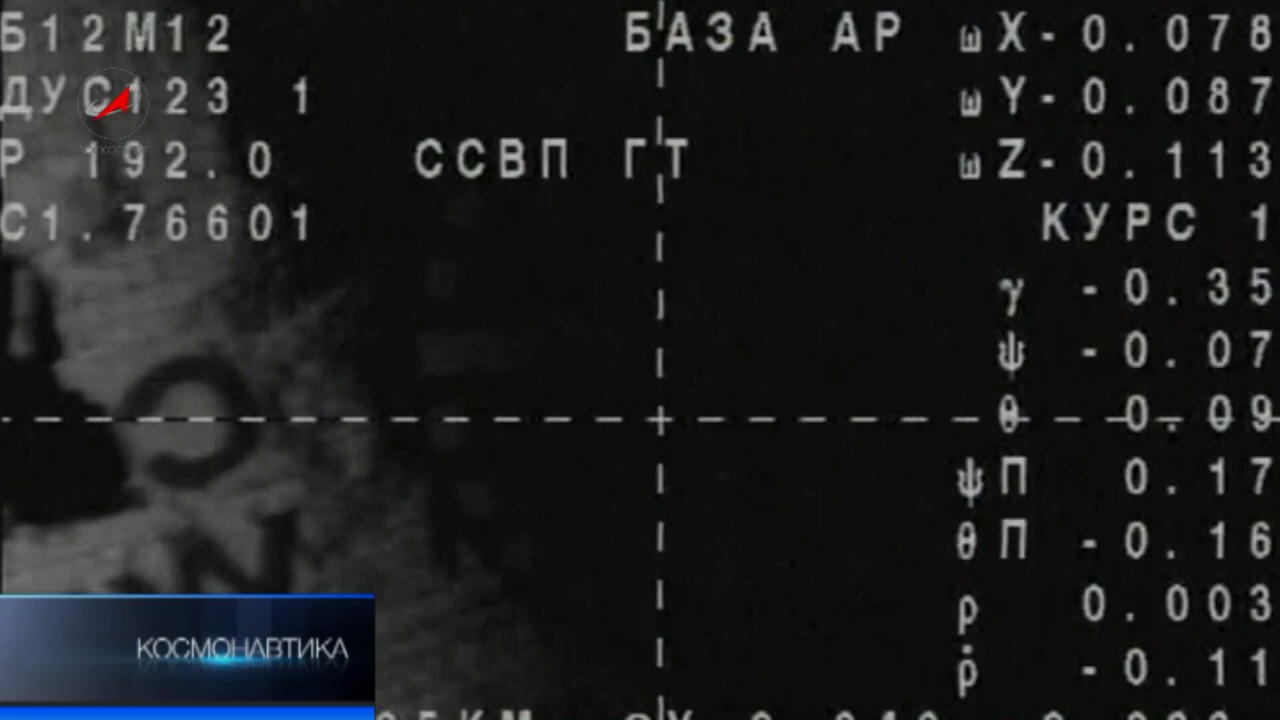 Б12М12 БАЗА АР ωX-0.078
ДУС123 1 ωY-0.087
Р 192.0 ССВП ГТ ωZ-0.113
С1.76601 КУРС 1
γ -0.35
ψ -0.07
θ 0.09
ψП 0.17
θП -0.16
ρ 0.003
ρ̇ -0.11
КОСМОНАВТИКА